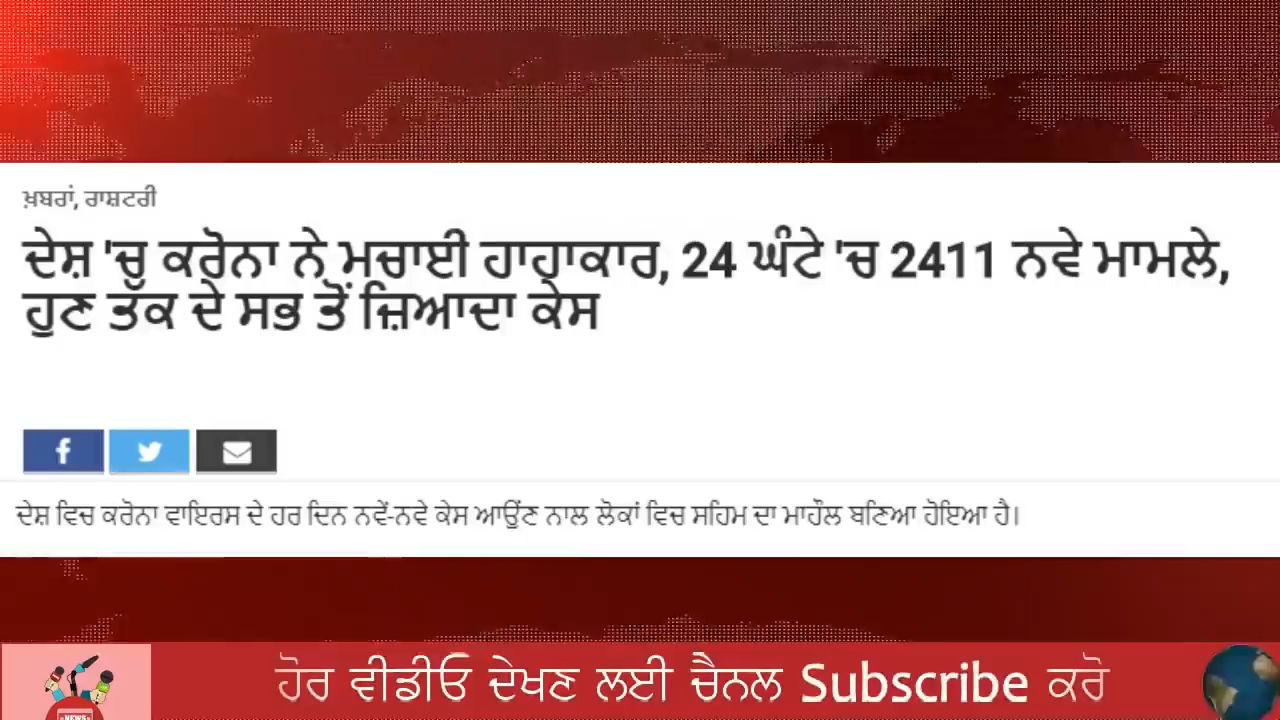 ਖ਼ਬਰਾਂ, ਰਾਸ਼ਟਰੀ
ਦੇਸ਼ 'ਚ ਕਰੋਨਾ ਨੇ ਮਚਾਈ ਹਾਹਾਕਾਰ, 24 ਘੰਟੇ 'ਚ 2411 ਨਵੇ ਮਾਮਲੇ,
ਹੁਣ ਤੱਕ ਦੇ ਸਭ ਤੋਂ ਜ਼ਿਆਦਾ ਕੇਸ
ਦੇਸ਼ ਵਿਚ ਕਰੋਨਾ ਵਾਇਰਸ ਦੇ ਹਰ ਦਿਨ ਨਵੇਂ-ਨਵੇ ਕੇਸ ਆਉਂਣ ਨਾਲ ਲੋਕਾਂ ਵਿਚ ਸਹਿਮ ਦਾ ਮਾਹੌਲ ਬਣਿਆ ਹੋਇਆ ਹੈ।
ਹੋਰ ਵੀਡੀਓ ਦੇਖਣ ਲਈ ਚੈਨਲ Subscribe ਕਰੋ
NEWS